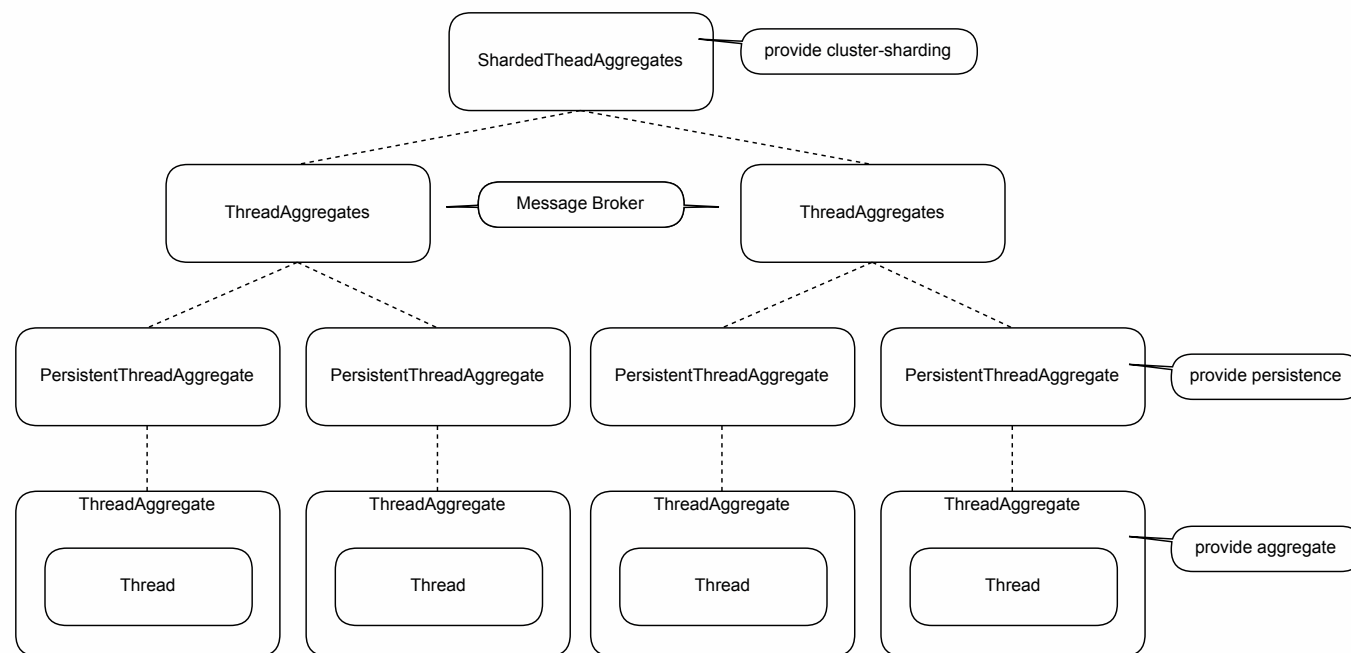 ShardedTheadAggregates
provide cluster-sharding
ThreadAggregates
Message Broker
ThreadAggregates
PersistentThreadAggregate
PersistentThreadAggregate
PersistentThreadAggregate
PersistentThreadAggregate
provide persistence
ThreadAggregate
ThreadAggregate
ThreadAggregate
ThreadAggregate
provide aggregate
Thread
Thread
Thread
Thread